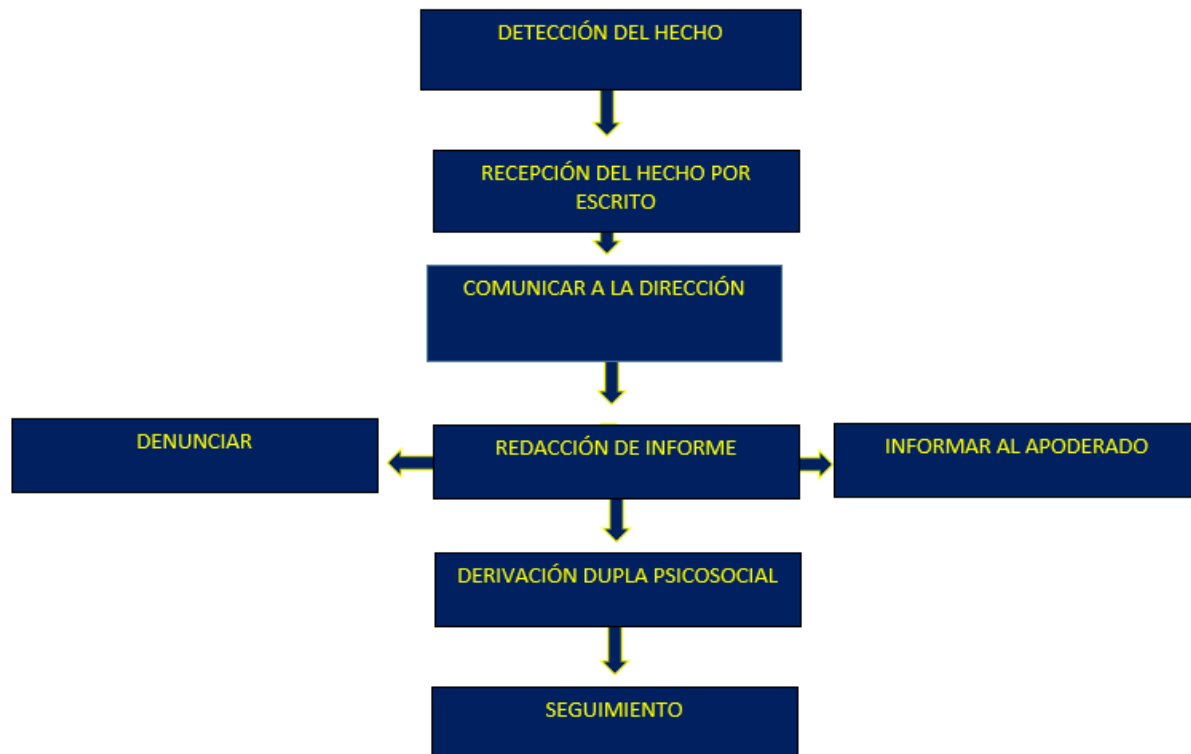 DETECCIÓN DEL HECHO
RECEPCIÓN DEL HECHO POR
ESCRITO
COMUNICAR A LA DIRECCIÓN
DENUNCIAR
REDACCIÓN DE INFORME
INFORMAR AL APODERADO
DERIVACIÓN DUPLA PSICOSOCIAL
SEGUIMIENTO